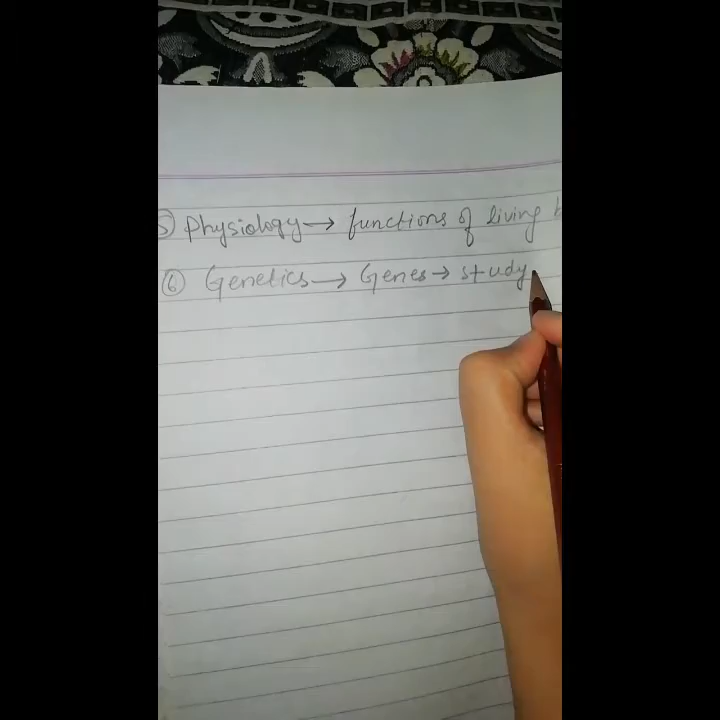 5 Physiology → functions of living
6 Genetics → Genes → study